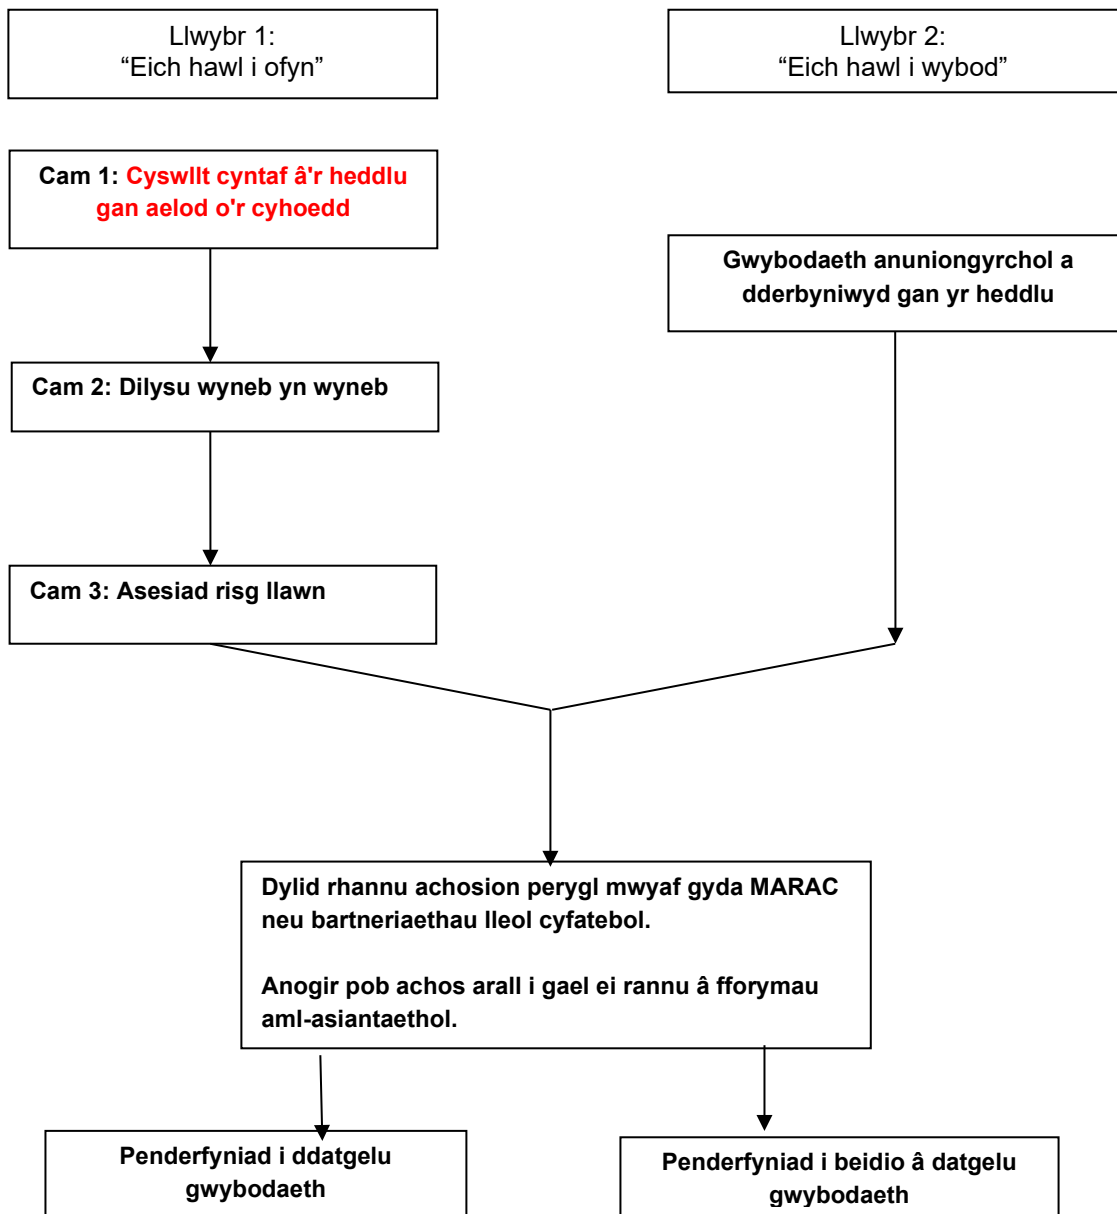 Llwybr 1:
“Eich hawl i ofyn”
Llwybr 2:
“Eich hawl i wybod”
Cam 1: Cyswllt cyntaf â'r heddlu
gan aelod o'r cyhoedd
Gwybodaeth anuniongyrchol a
dderbyniwyd gan yr heddlu
Cam 2: Dilysu wyneb yn wyneb
Cam 3: Asesiad risg llawn
Dylid rhannu achosion perygl mwyaf gyda MARAC
neu bartneriaethau lleol cyfatebol.
Anogir pob achos arall i gael ei rannu â fforymau
aml-asiantaethol.
Penderfyniad i ddatgelu
gwybodaeth
Penderfyniad i beidio â datgelu
gwybodaeth